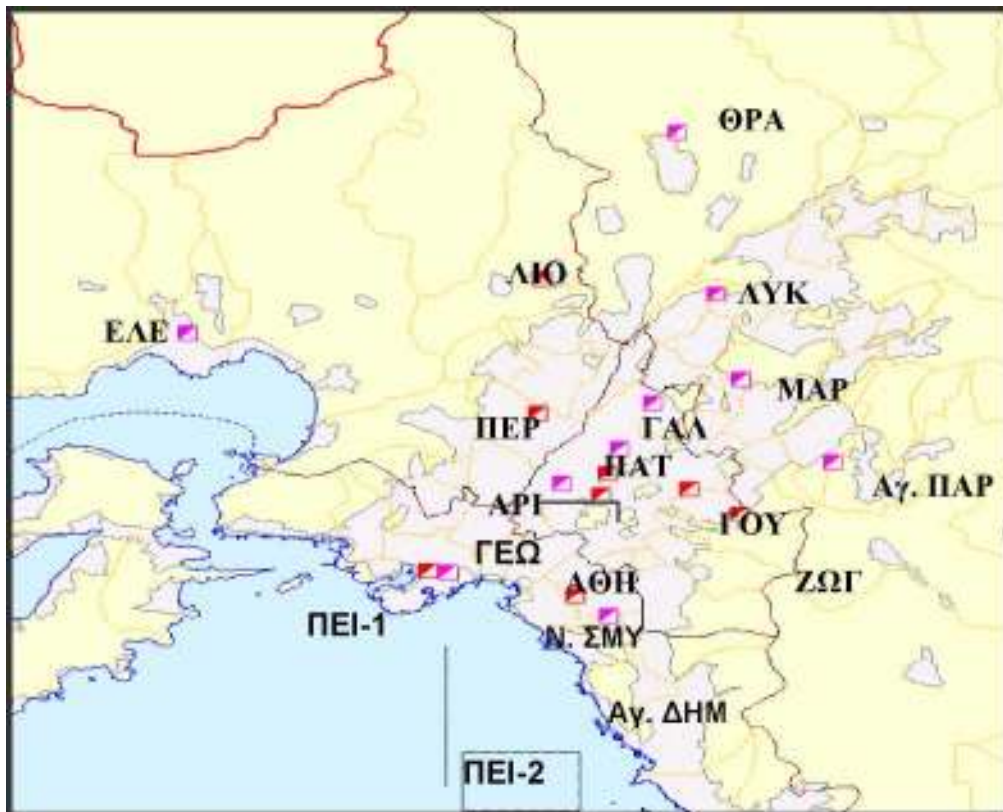 ΘΡΑ
ΛΙΟ
ΛΥΚ
ΕΛΕ
ΜΑΡ
ΠΕΡ
ΓΑΛ
ΠΑΤ
Αγ. ΠΑΡ
ΑΡΙ
ΓΟΥ
ΓΕΩ
ΑΘΗ
ΖΩΓ
ΠΕΙ-1
Ν. ΣΜΥ
Αγ. ΔΗΜ
ΠΕΙ-2